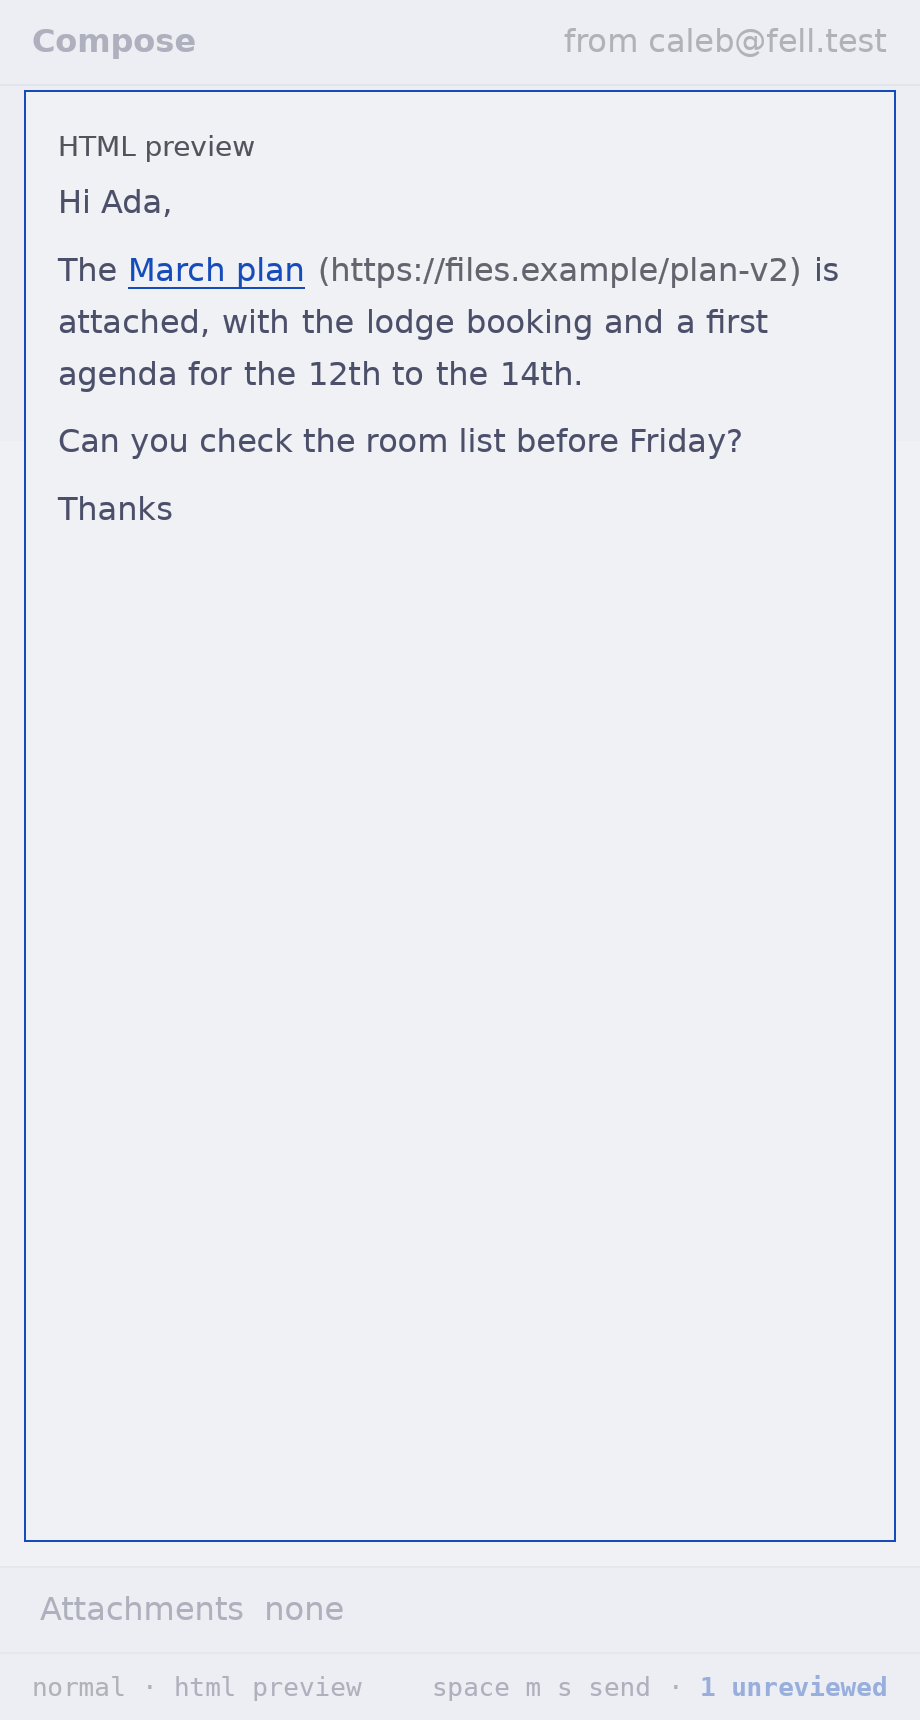 Compose from caleb@fell.test
HTML preview
Hi Ada,
The March plan (https://files.example/plan-v2) is
attached, with the lodge booking and a first
agenda for the 12th to the 14th.
Can you check the room list before Friday?
Thanks
Attachments none
normal · html preview space m s send · 1 unreviewed